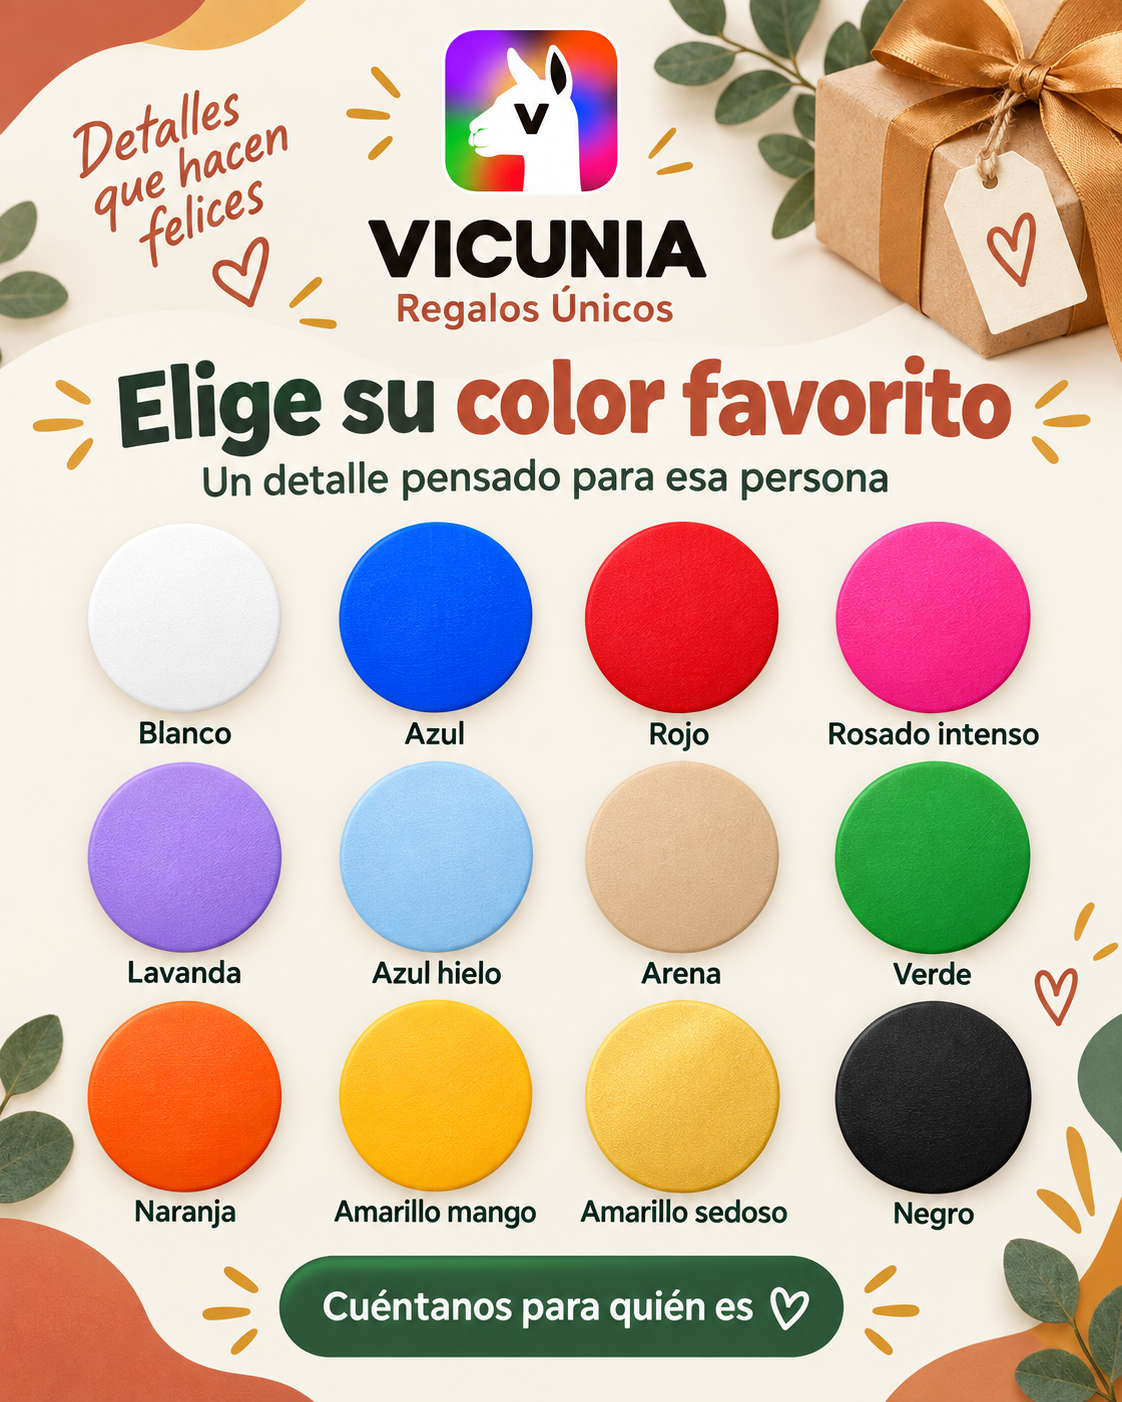 Detalles
que hacen
felices
V
VICUNIA
Regalos Únicos
Elige su color favorito
Un detalle pensado para esa persona
Blanco
Azul
Rojo
Rosado intenso
Lavanda
Azul hielo
Arena
Verde
Naranja
Amarillo mango
Amarillo sedoso
Negro
Cuéntanos para quién es